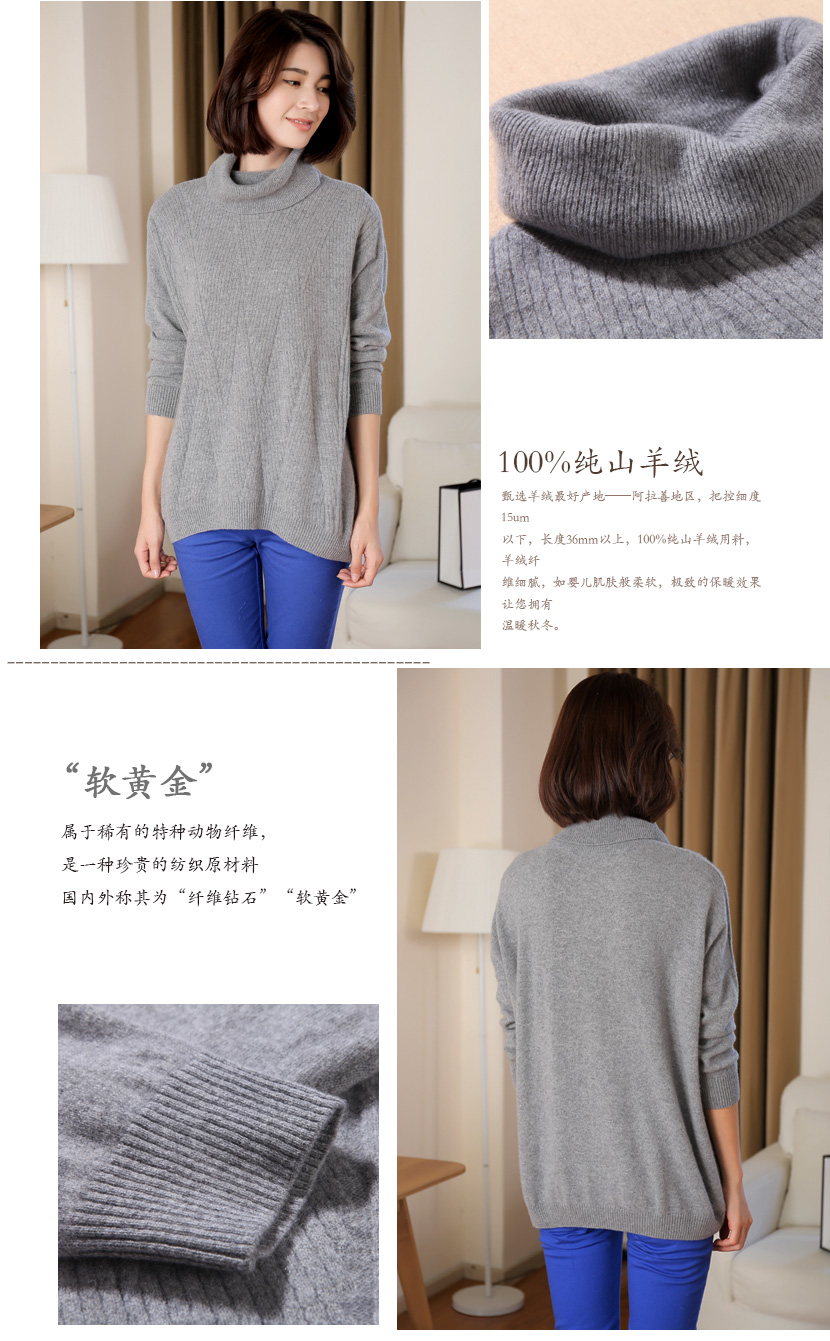 100%纯山羊绒
甄选羊绒最好产地——阿拉善地区，把控细度
15um
以下，长度36mm以上，100%纯山羊绒用料，
羊绒纤
维细腻，如婴儿肌肤般柔软，极致的保暖效果
让您拥有
温暖秋冬。
“软黄金”
属于稀有的特种动物纤维，
是一种珍贵的纺织原材料
国内外称其为“纤维钻石”“软黄金”